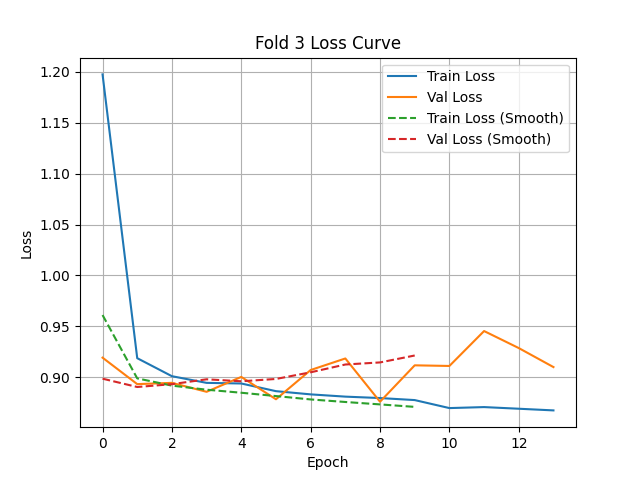 Fold 3 Loss Curve
Train Loss
Val Loss
Train Loss (Smooth)
Val Loss (Smooth)
Loss
1.20
1.15
1.10
1.05
1.00
0.95
0.90
0 2 4 6 8 10 12
Epoch